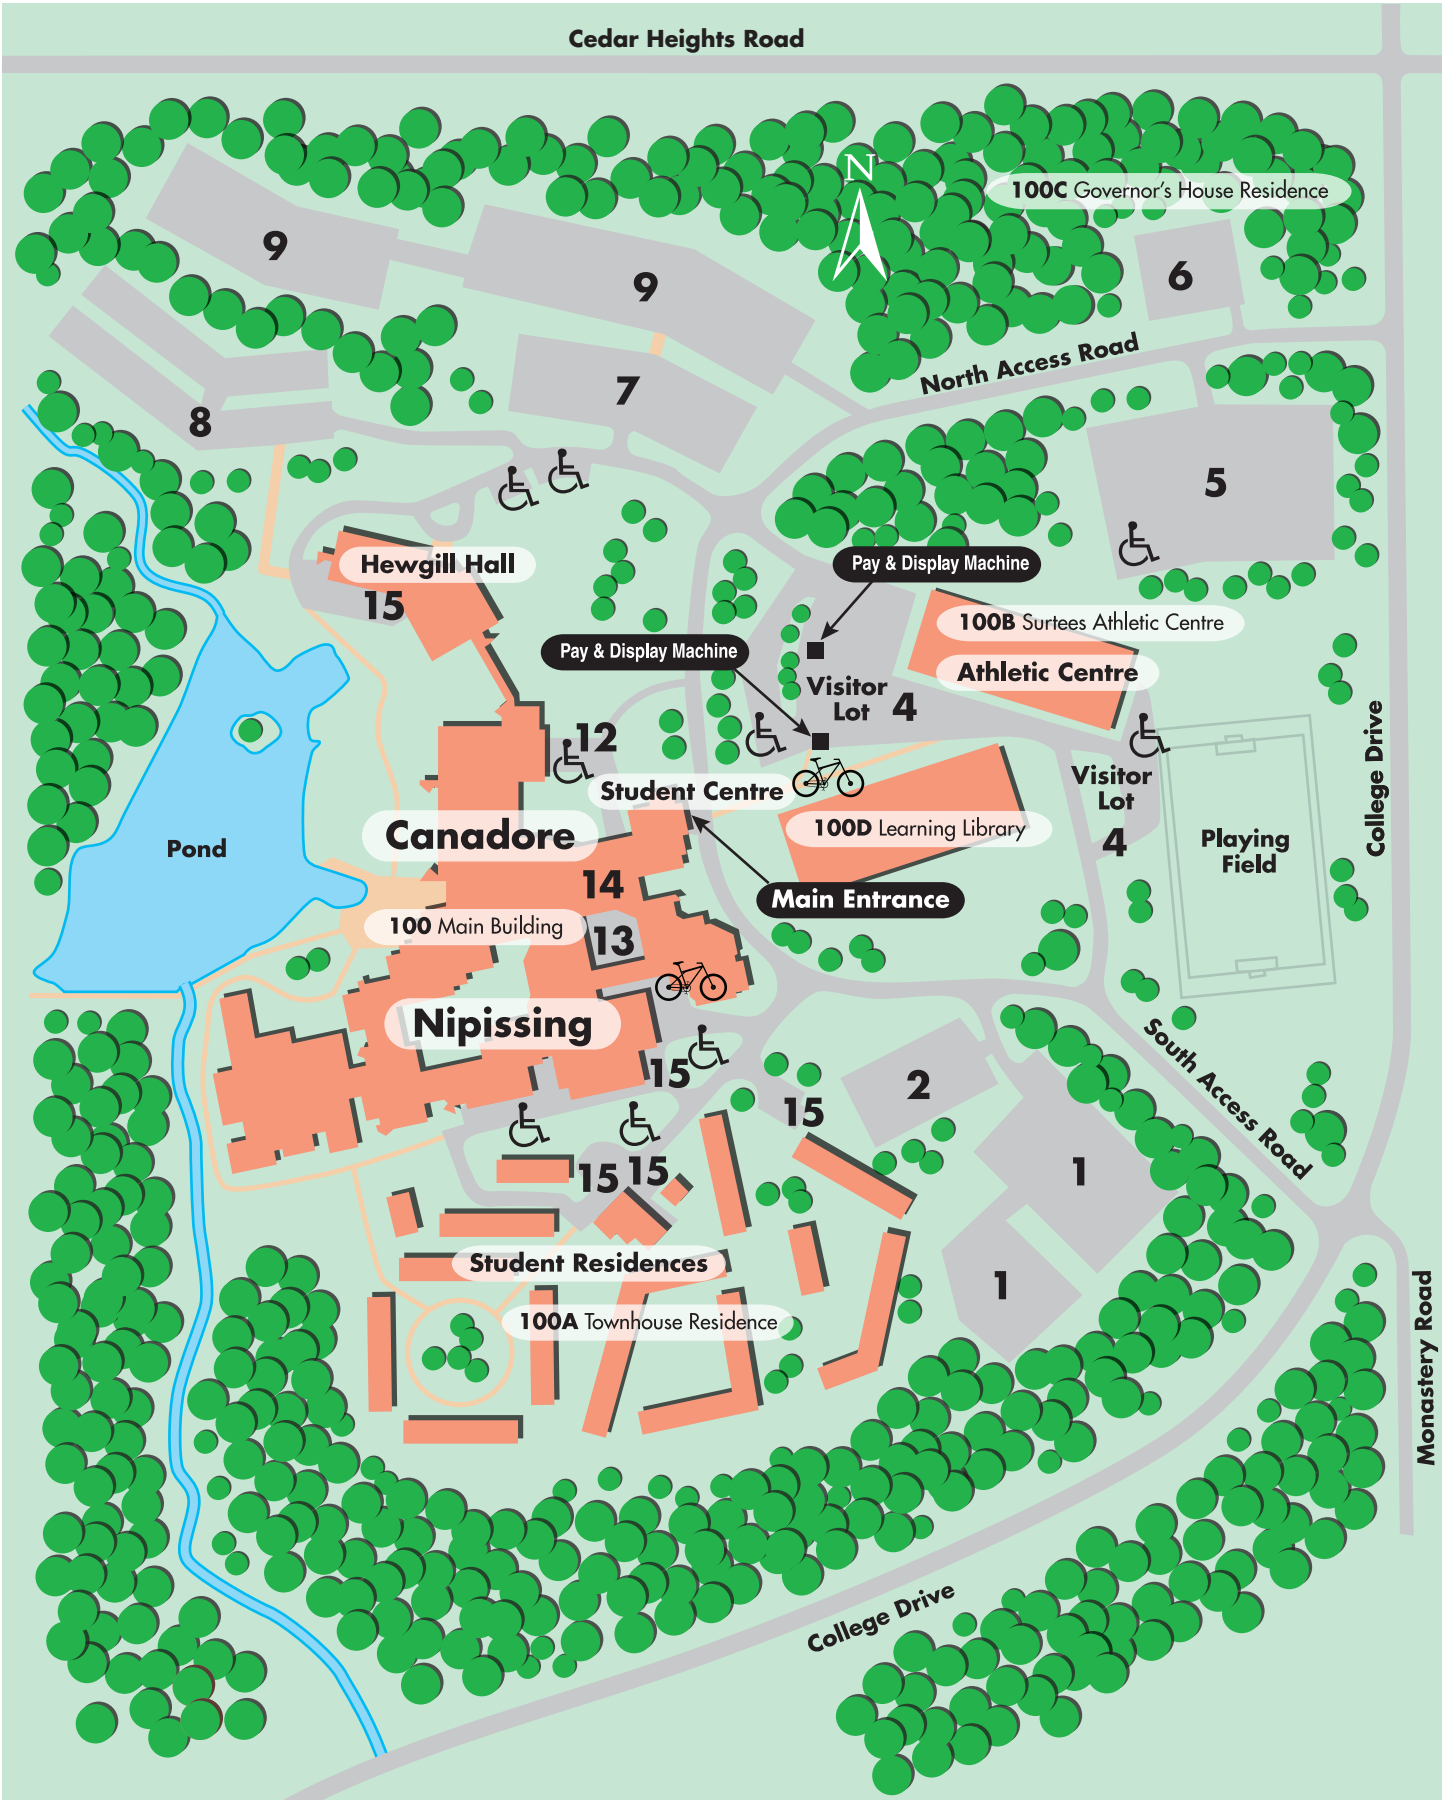 Cedar Heights Road
N
100C Governor's House Residence
9
9
6
North Access Road
7
8
5
Pay & Display Machine
Hewgill Hall
15
100B Surtees Athletic Centre
Pay & Display Machine
Athletic Centre
Visitor
Lot 4
12
College Drive
Visitor
Lot
4
Student Centre
Canadore
100D Learning Library
Playing
Field
Pond
14
Main Entrance
100 Main Building
13
Nipissing
South Access Road
15
2
15
1
15
15
Student Residences
1
100A Townhouse Residence
Monastery Road
College Drive